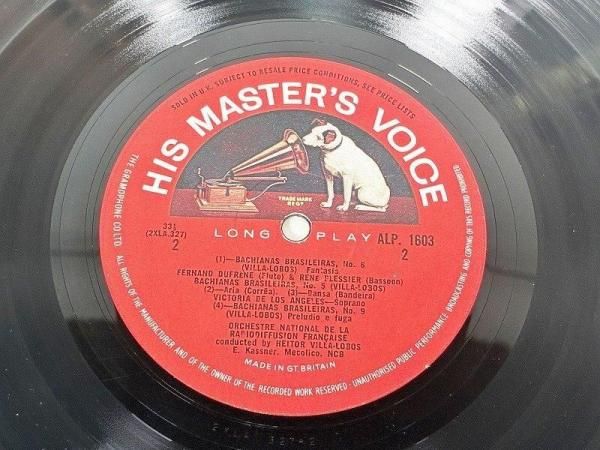 SOLD IN U.K. SUBJECT TO RESALE PRICE CONDITIONS, SEE PRICE LISTS
HIS MASTER'S VOICE
TRADE MARK
REGD
33⅓
(2XLA.327)
2
LONG PLAY
ALP. 1603
2
(1)—BACHIANAS BRASILEIRAS, No. 6
(VILLA-LOBOS) Fantasia
FERNAND DUFRENE (Flute) & RENE PLESSIER (Bassoon)
BACHIANAS BRASILEIRAS, No. 5 (VILLA-LOBOS)
(2)—Aria (Corrêa). (3)—Dansa (Bandeira)
VICTORIA DE LOS ANGELES—Soprano
(4)—BACHIANAS BRASILEIRAS, No. 9
(VILLA-LOBOS) Preludio e fuga
ORCHESTRE NATIONAL DE LA
RADIODIFFUSION FRANÇAISE
conducted by HEITOR VILLA-LOBOS
E. Kassner. Mecolico, NCB
MADE IN GT. BRITAIN
THE GRAMOPHONE CO LTD. ALL RIGHTS OF THE MANUFACTURER AND OF THE OWNER OF THE RECORDED WORK RESERVED - UNAUTHORISED PUBLIC PERFORMANCE BROADCASTING AND COPYING OF THIS RECORD PROHIBITED
2XLA 327-2